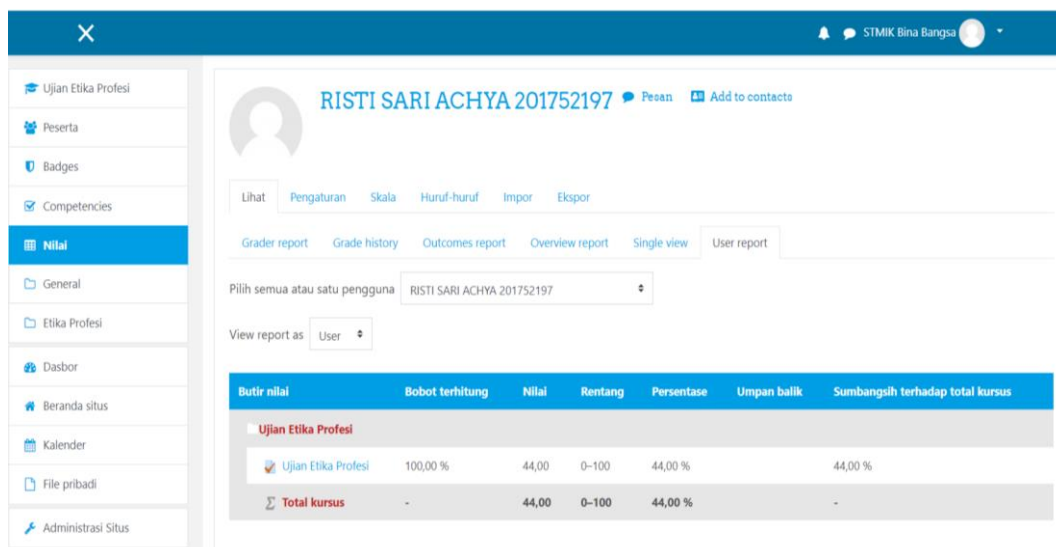 STMIK Bina Bangsa
Ujian Etika Profesi
Peserta
Badges
Competencies
Nilai
General
Etika Profesi
Dasbor
Beranda situs
Kalender
File pribadi
Administrasi Situs
RISTI SARI ACHYA 201752197 Pesan Add to contacts
Lihat Pengaturan Skala Huruf-huruf Impor Ekspor
Grader report Grade history Outcomes report Overview report Single view User report
Pilih semua atau satu pengguna RISTI SARI ACHYA 201752197
View report as User
Butir nilai Bobot terhitung Nilai Rentang Persentase Umpan balik Sumbangsih terhadap total kursus
Ujian Etika Profesi
Ujian Etika Profesi 100,00 % 44,00 0–100 44,00 % 44,00 %
Σ Total kursus - 44,00 0–100 44,00 % -